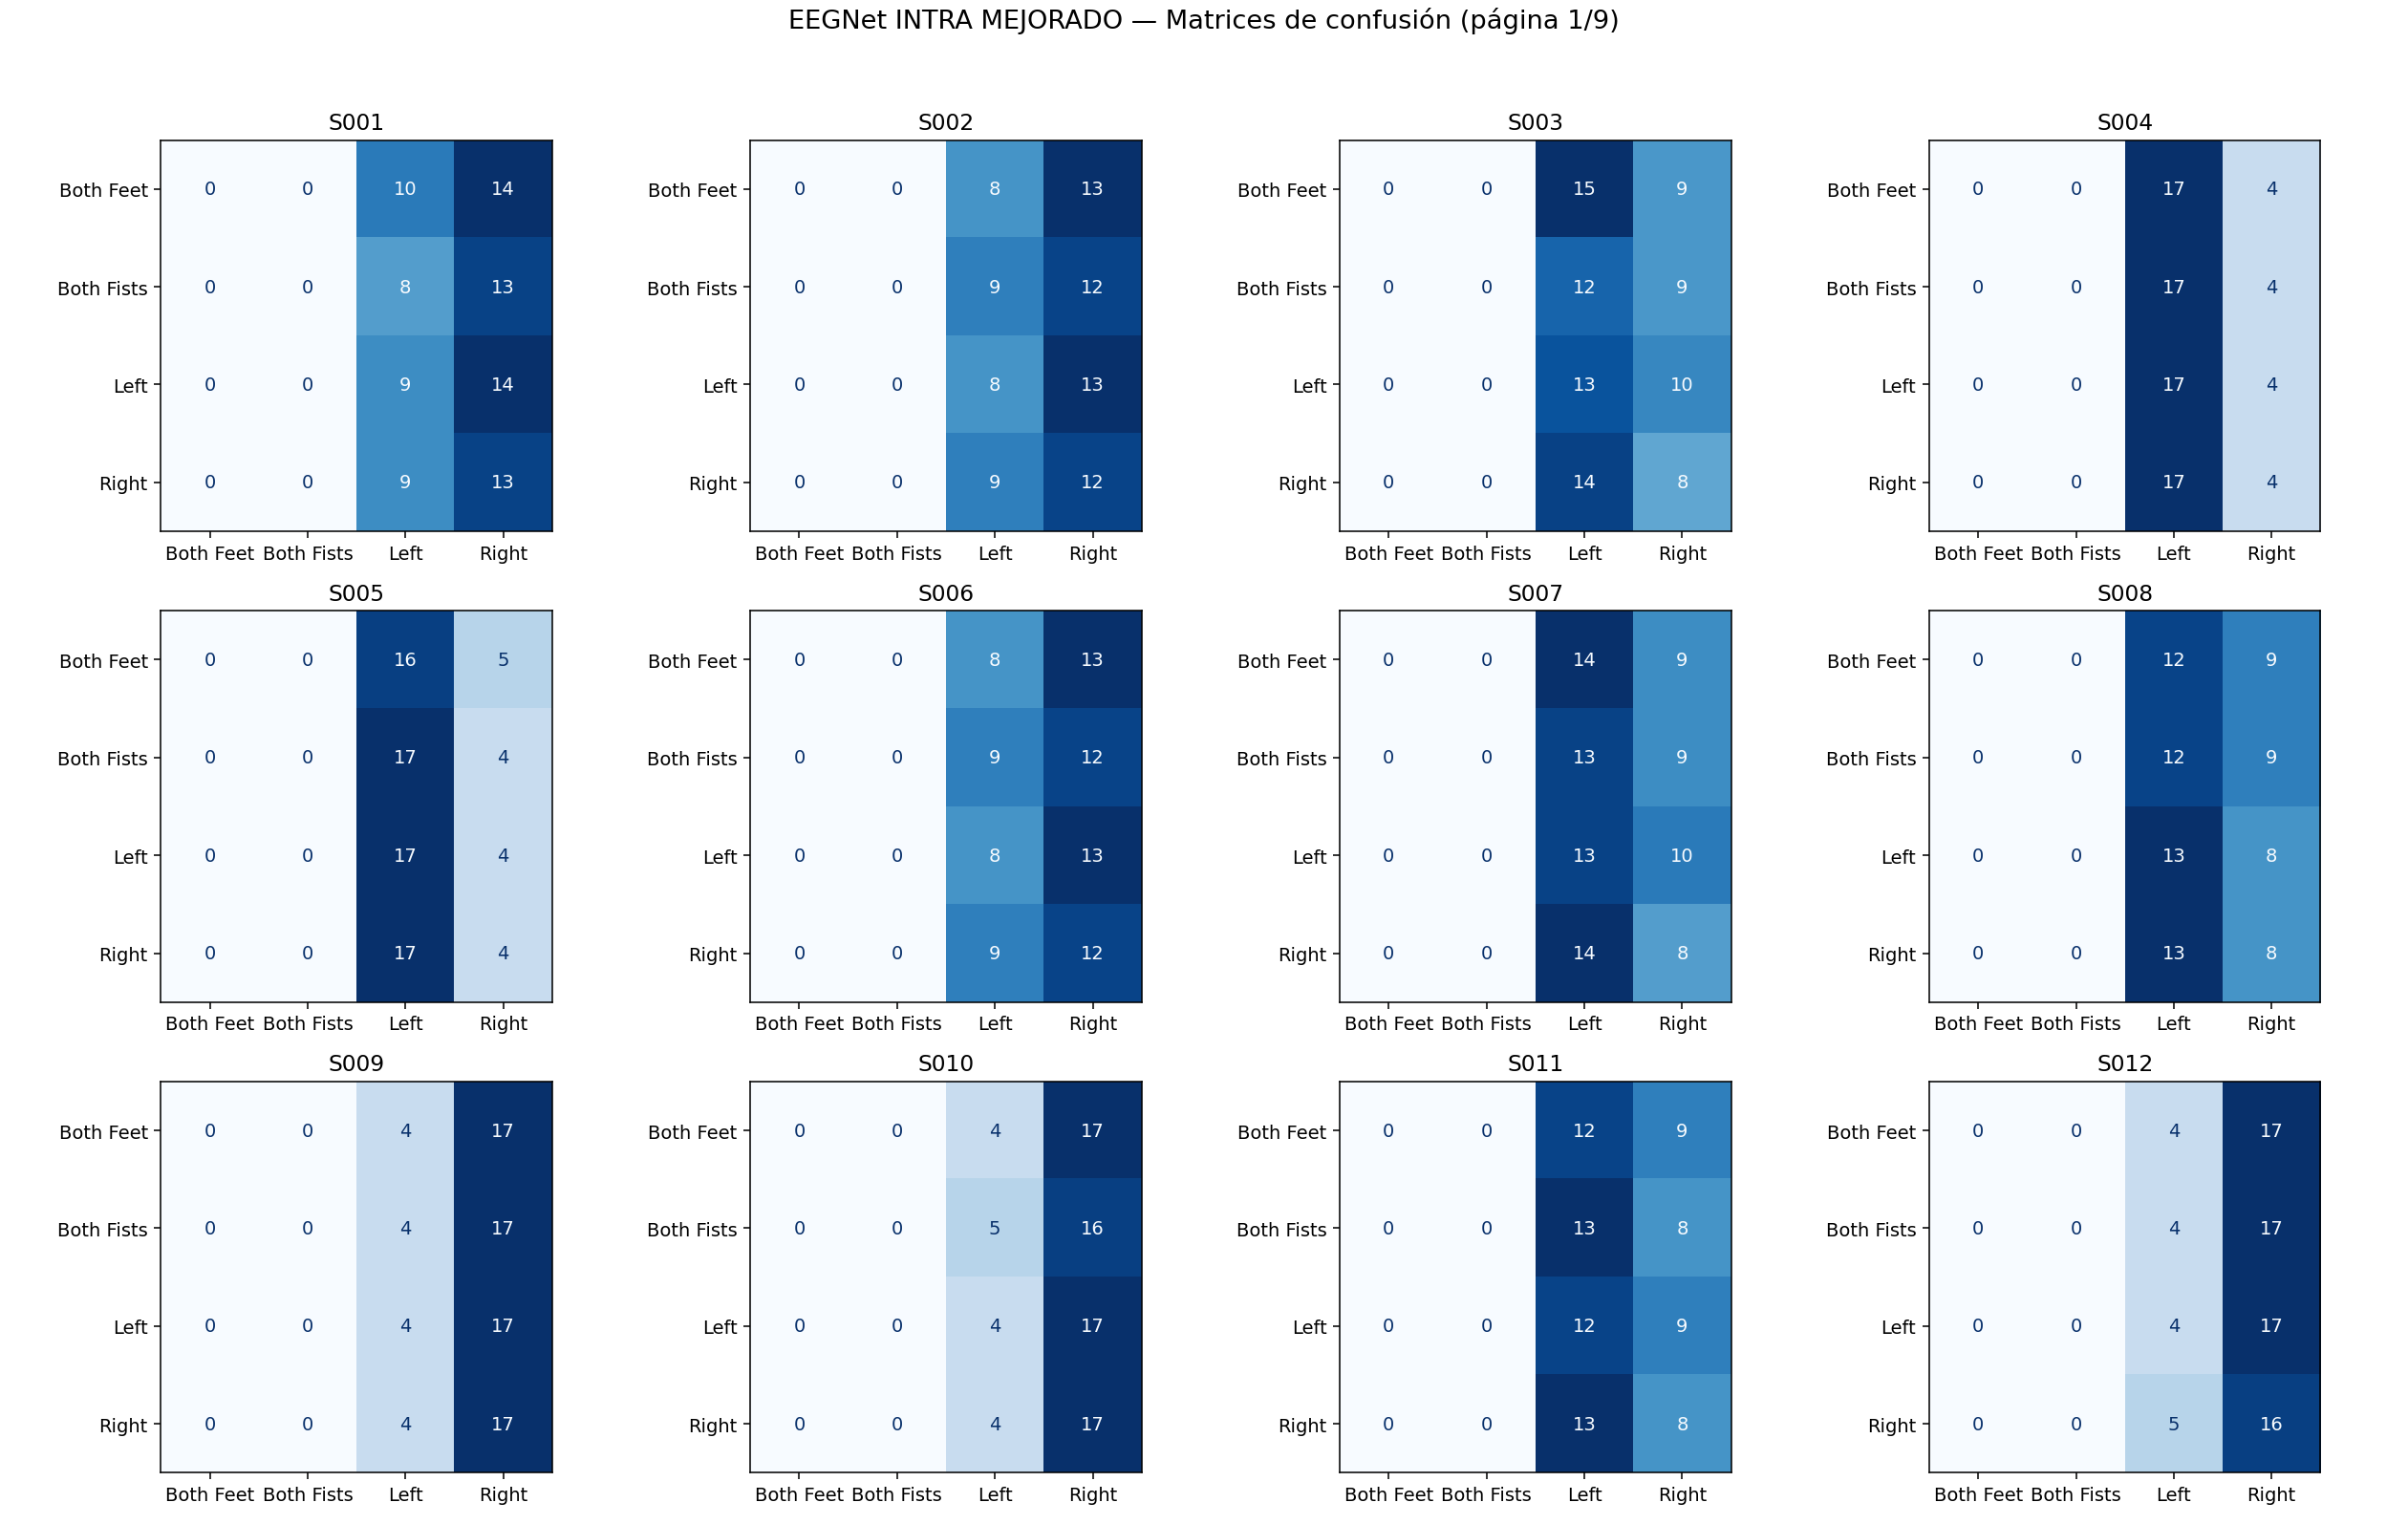 EEGNet INTRA MEJORADO — Matrices de confusión (página 1/9)
S001 S002 S003 S004
Both Feet 0 0 10 14 Both Feet 0 0 8 13 Both Feet 0 0 15 9 Both Feet 0 0 17 4
Both Fists 0 0 8 13 Both Fists 0 0 9 12 Both Fists 0 0 12 9 Both Fists 0 0 17 4
Left 0 0 9 14 Left 0 0 8 13 Left 0 0 13 10 Left 0 0 17 4
Right 0 0 9 13 Right 0 0 9 12 Right 0 0 14 8 Right 0 0 17 4
Both Feet Both Fists Left Right Both Feet Both Fists Left Right Both Feet Both Fists Left Right Both Feet Both Fists Left Right
S005 S006 S007 S008
Both Feet 0 0 16 5 Both Feet 0 0 8 13 Both Feet 0 0 14 9 Both Feet 0 0 12 9
Both Fists 0 0 17 4 Both Fists 0 0 9 12 Both Fists 0 0 13 9 Both Fists 0 0 12 9
Left 0 0 17 4 Left 0 0 8 13 Left 0 0 13 10 Left 0 0 13 8
Right 0 0 17 4 Right 0 0 9 12 Right 0 0 14 8 Right 0 0 13 8
Both Feet Both Fists Left Right Both Feet Both Fists Left Right Both Feet Both Fists Left Right Both Feet Both Fists Left Right
S009 S010 S011 S012
Both Feet 0 0 4 17 Both Feet 0 0 4 17 Both Feet 0 0 12 9 Both Feet 0 0 4 17
Both Fists 0 0 4 17 Both Fists 0 0 5 16 Both Fists 0 0 13 8 Both Fists 0 0 4 17
Left 0 0 4 17 Left 0 0 4 17 Left 0 0 12 9 Left 0 0 4 17
Right 0 0 4 17 Right 0 0 4 17 Right 0 0 13 8 Right 0 0 5 16
Both Feet Both Fists Left Right Both Feet Both Fists Left Right Both Feet Both Fists Left Right Both Feet Both Fists Left Right